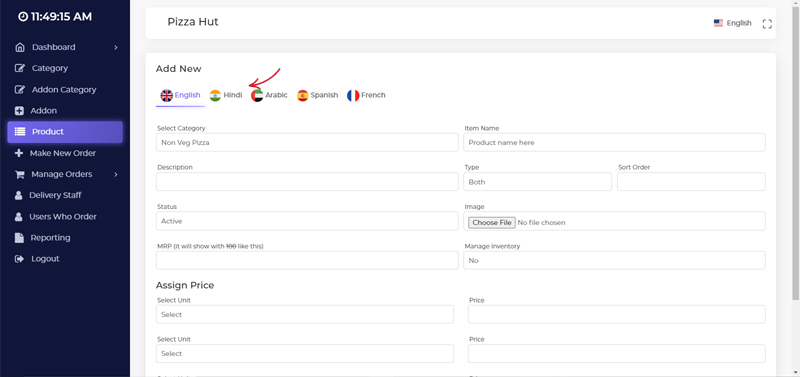 11:49:15 AM
Dashboard
Category
Addon Category
Addon
Product
Make New Order
Manage Orders
Delivery Staff
Users Who Order
Reporting
Logout
Pizza Hut
English
Add New
English Hindi Arabic Spanish French
Select Category Item Name
Non Veg Pizza Product name here
Description Type Sort Order
Both
Status Image
Active Choose File No file chosen
MRP (it will show with 100 like this) Manage Inventory
No
Assign Price
Select Unit Price
Select
Select Unit Price
Select